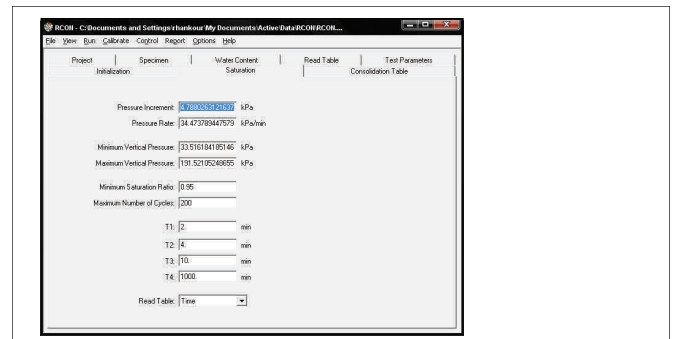 RCON - C:\Documents and Settings\rhankour\My Documents\Active\Data\RCON\RCON....
File View Run Calibrate Control Report Options Help
Project Specimen Water Content Read Table Test Parameters
Initialization Saturation Consolidation Table
Pressure Increment: 4.7880263121637 kPa
Pressure Rate: 34.473789447579 kPa/min
Minimum Vertical Pressure: 33.516184185146 kPa
Maximum Vertical Pressure: 191.52105248655 kPa
Minimum Saturation Ratio: 0.95
Maximum Number of Cycles: 200
T1: 2. min
T2: 4. min
T3: 10. min
T4: 1000. min
Read Table: Time